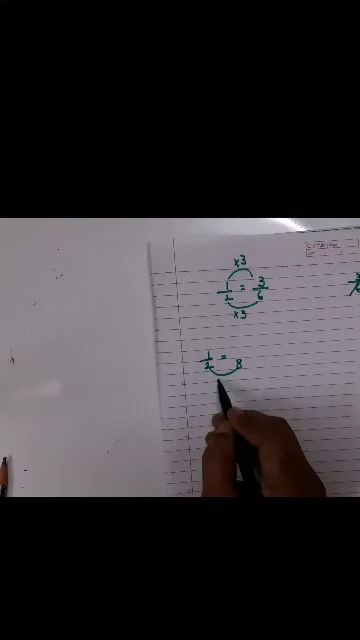 ×3
1/2 = 3/6
×3
1/2 = 8